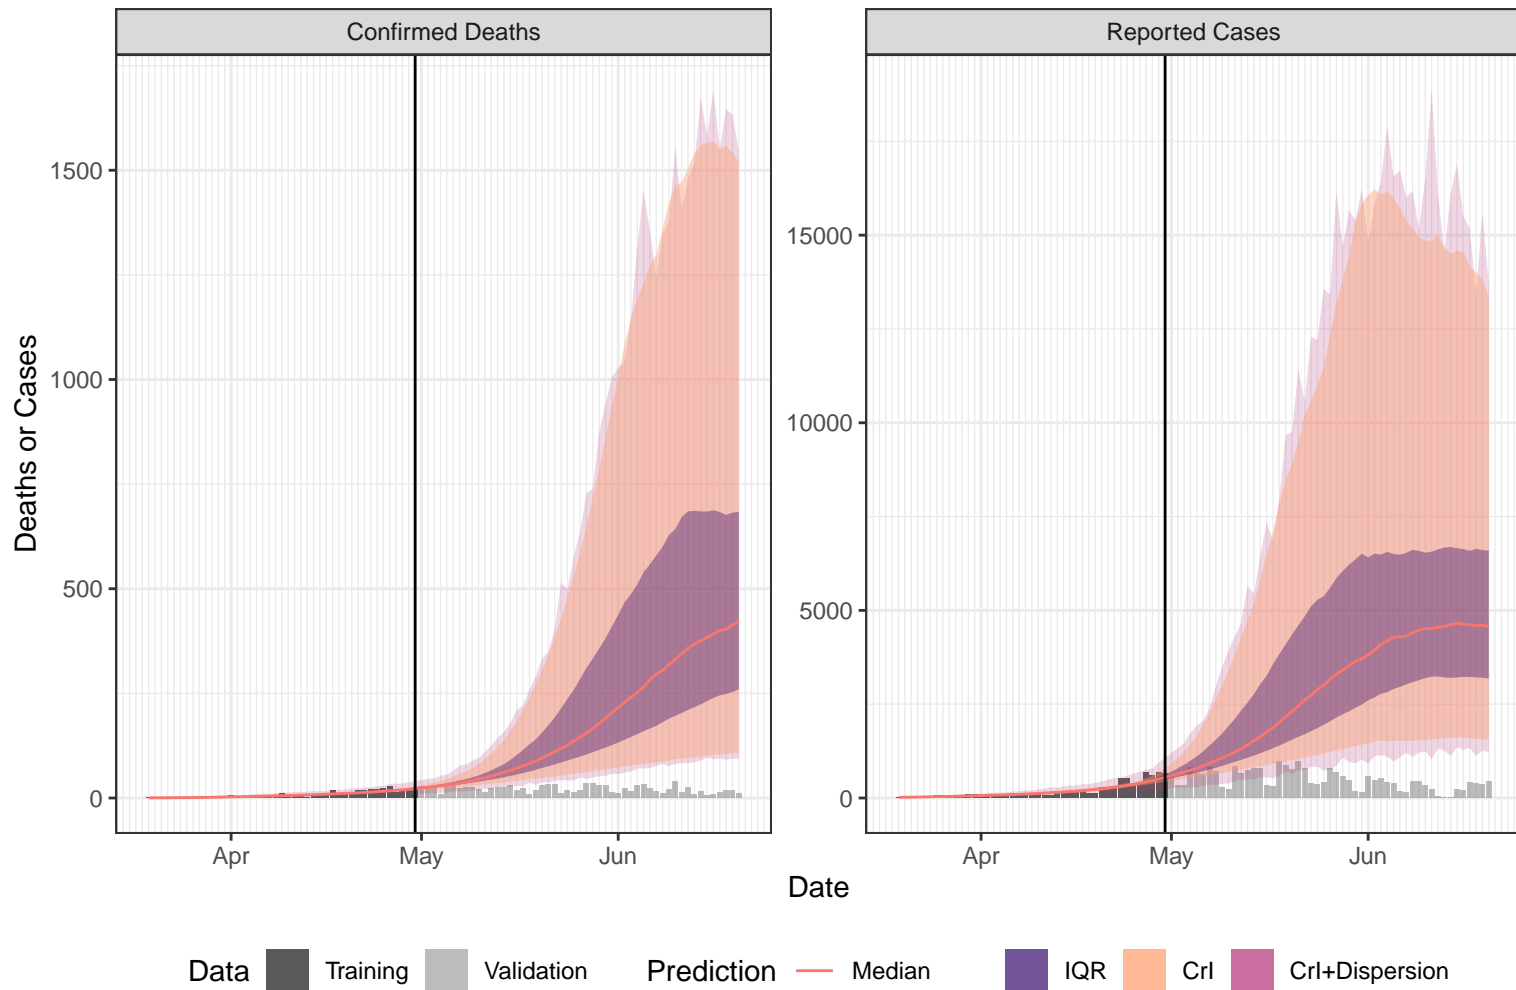 Confirmed Deaths
Reported Cases
Deaths or Cases
1500
1000
500
0
15000
10000
5000
0
Apr May Jun
Apr May Jun
Date
Data Training Validation Prediction Median IQR CrI CrI+Dispersion